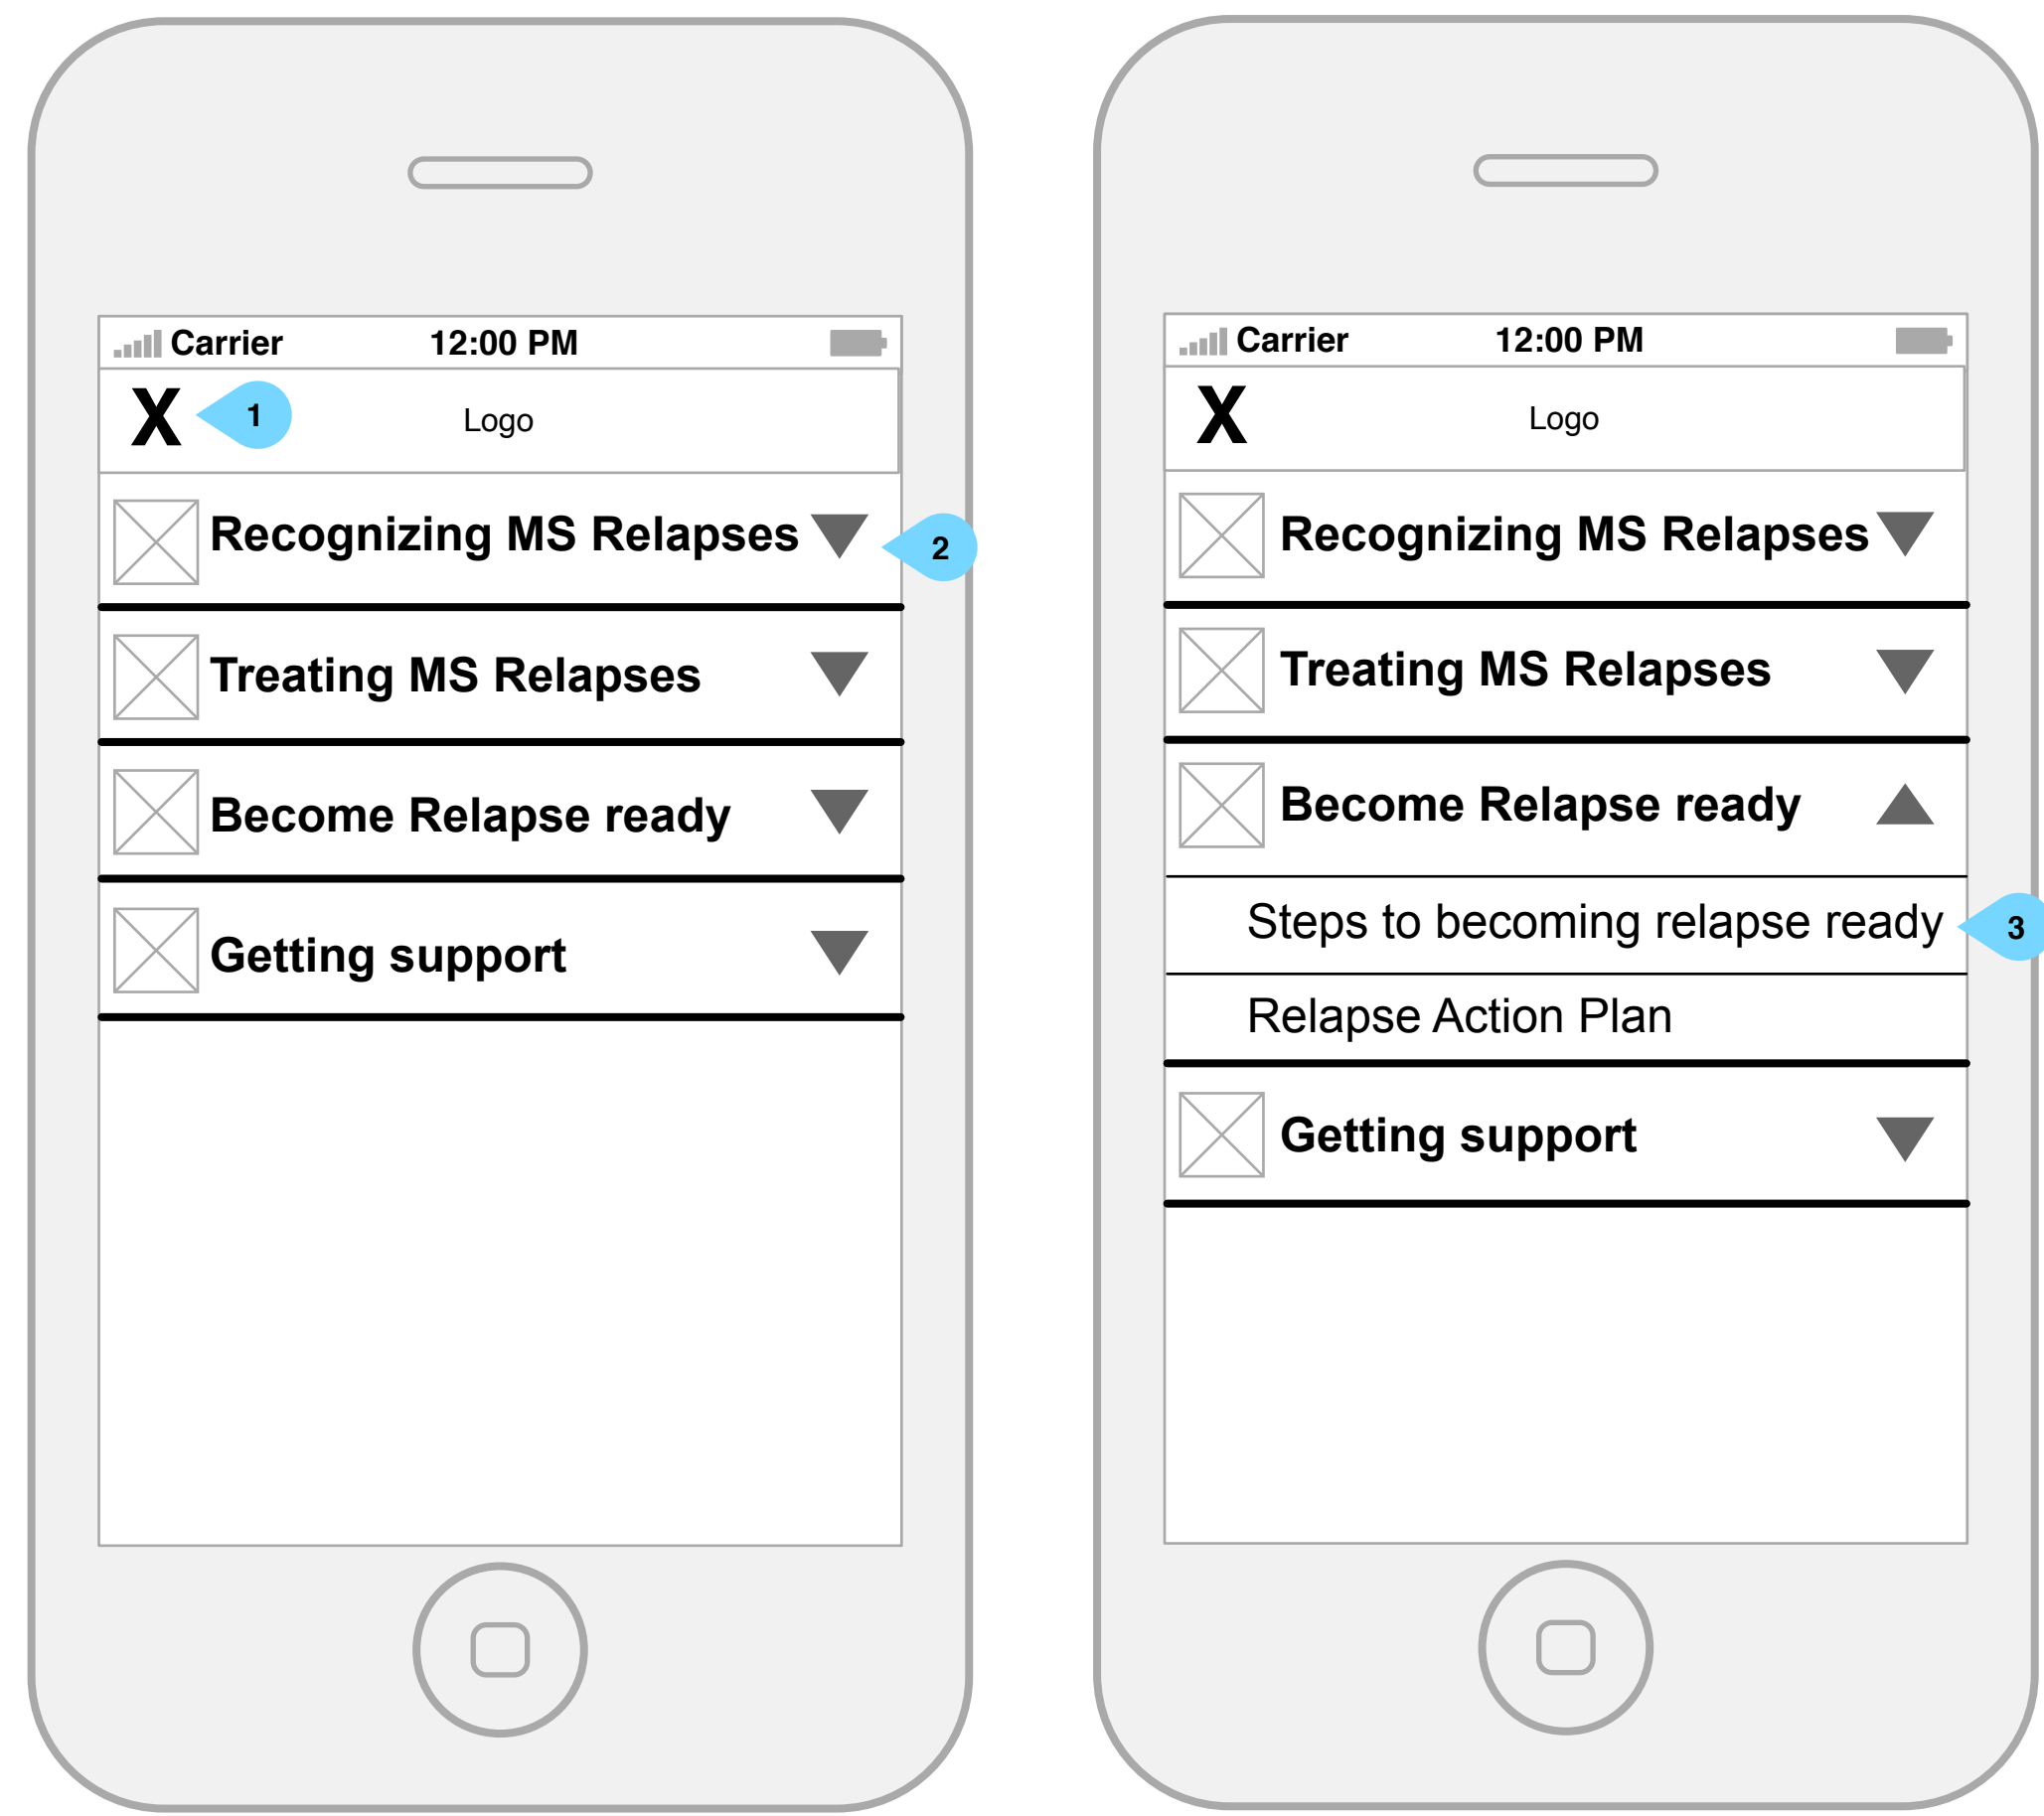 Carrier 12:00 PM
X 1 Logo
Recognizing MS Relapses 2
Treating MS Relapses
Become Relapse ready
Getting support
Carrier 12:00 PM
X Logo
Recognizing MS Relapses
Treating MS Relapses
Become Relapse ready
Steps to becoming relapse ready 3
Relapse Action Plan
Getting support